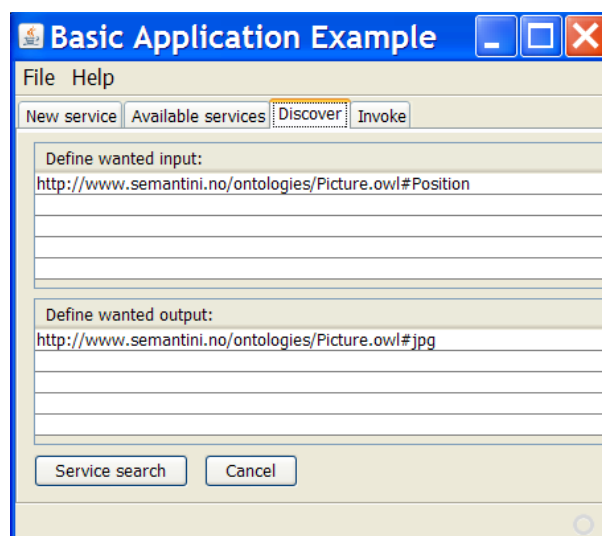 Basic Application Example
File Help
New service Available services Discover Invoke
Define wanted input:
http://www.semantini.no/ontologies/Picture.owl#Position
Define wanted output:
http://www.semantini.no/ontologies/Picture.owl#jpg
Service search Cancel